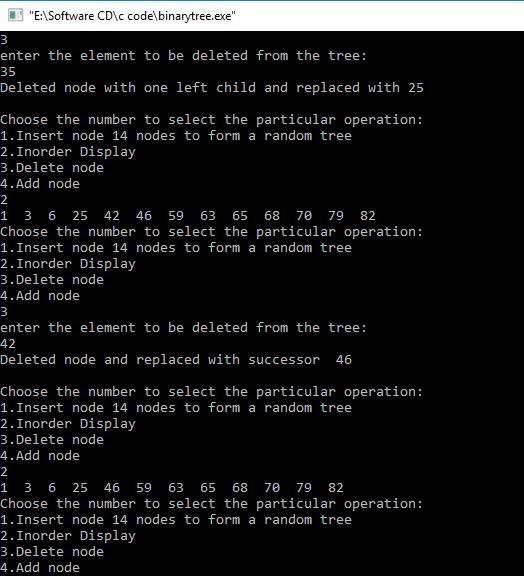 "E:\Software CD\c code\binarytree.exe"
3
enter the element to be deleted from the tree:
35
Deleted node with one left child and replaced with 25
Choose the number to select the particular operation:
1.Insert node 14 nodes to form a random tree
2.Inorder Display
3.Delete node
4.Add node
2
1  3  6  25  42  46  59  63  65  68  70  79  82
Choose the number to select the particular operation:
1.Insert node 14 nodes to form a random tree
2.Inorder Display
3.Delete node
4.Add node
3
enter the element to be deleted from the tree:
42
Deleted node and replaced with successor  46
Choose the number to select the particular operation:
1.Insert node 14 nodes to form a random tree
2.Inorder Display
3.Delete node
4.Add node
2
1  3  6  25  46  59  63  65  68  70  79  82
Choose the number to select the particular operation:
1.Insert node 14 nodes to form a random tree
2.Inorder Display
3.Delete node
4.Add node